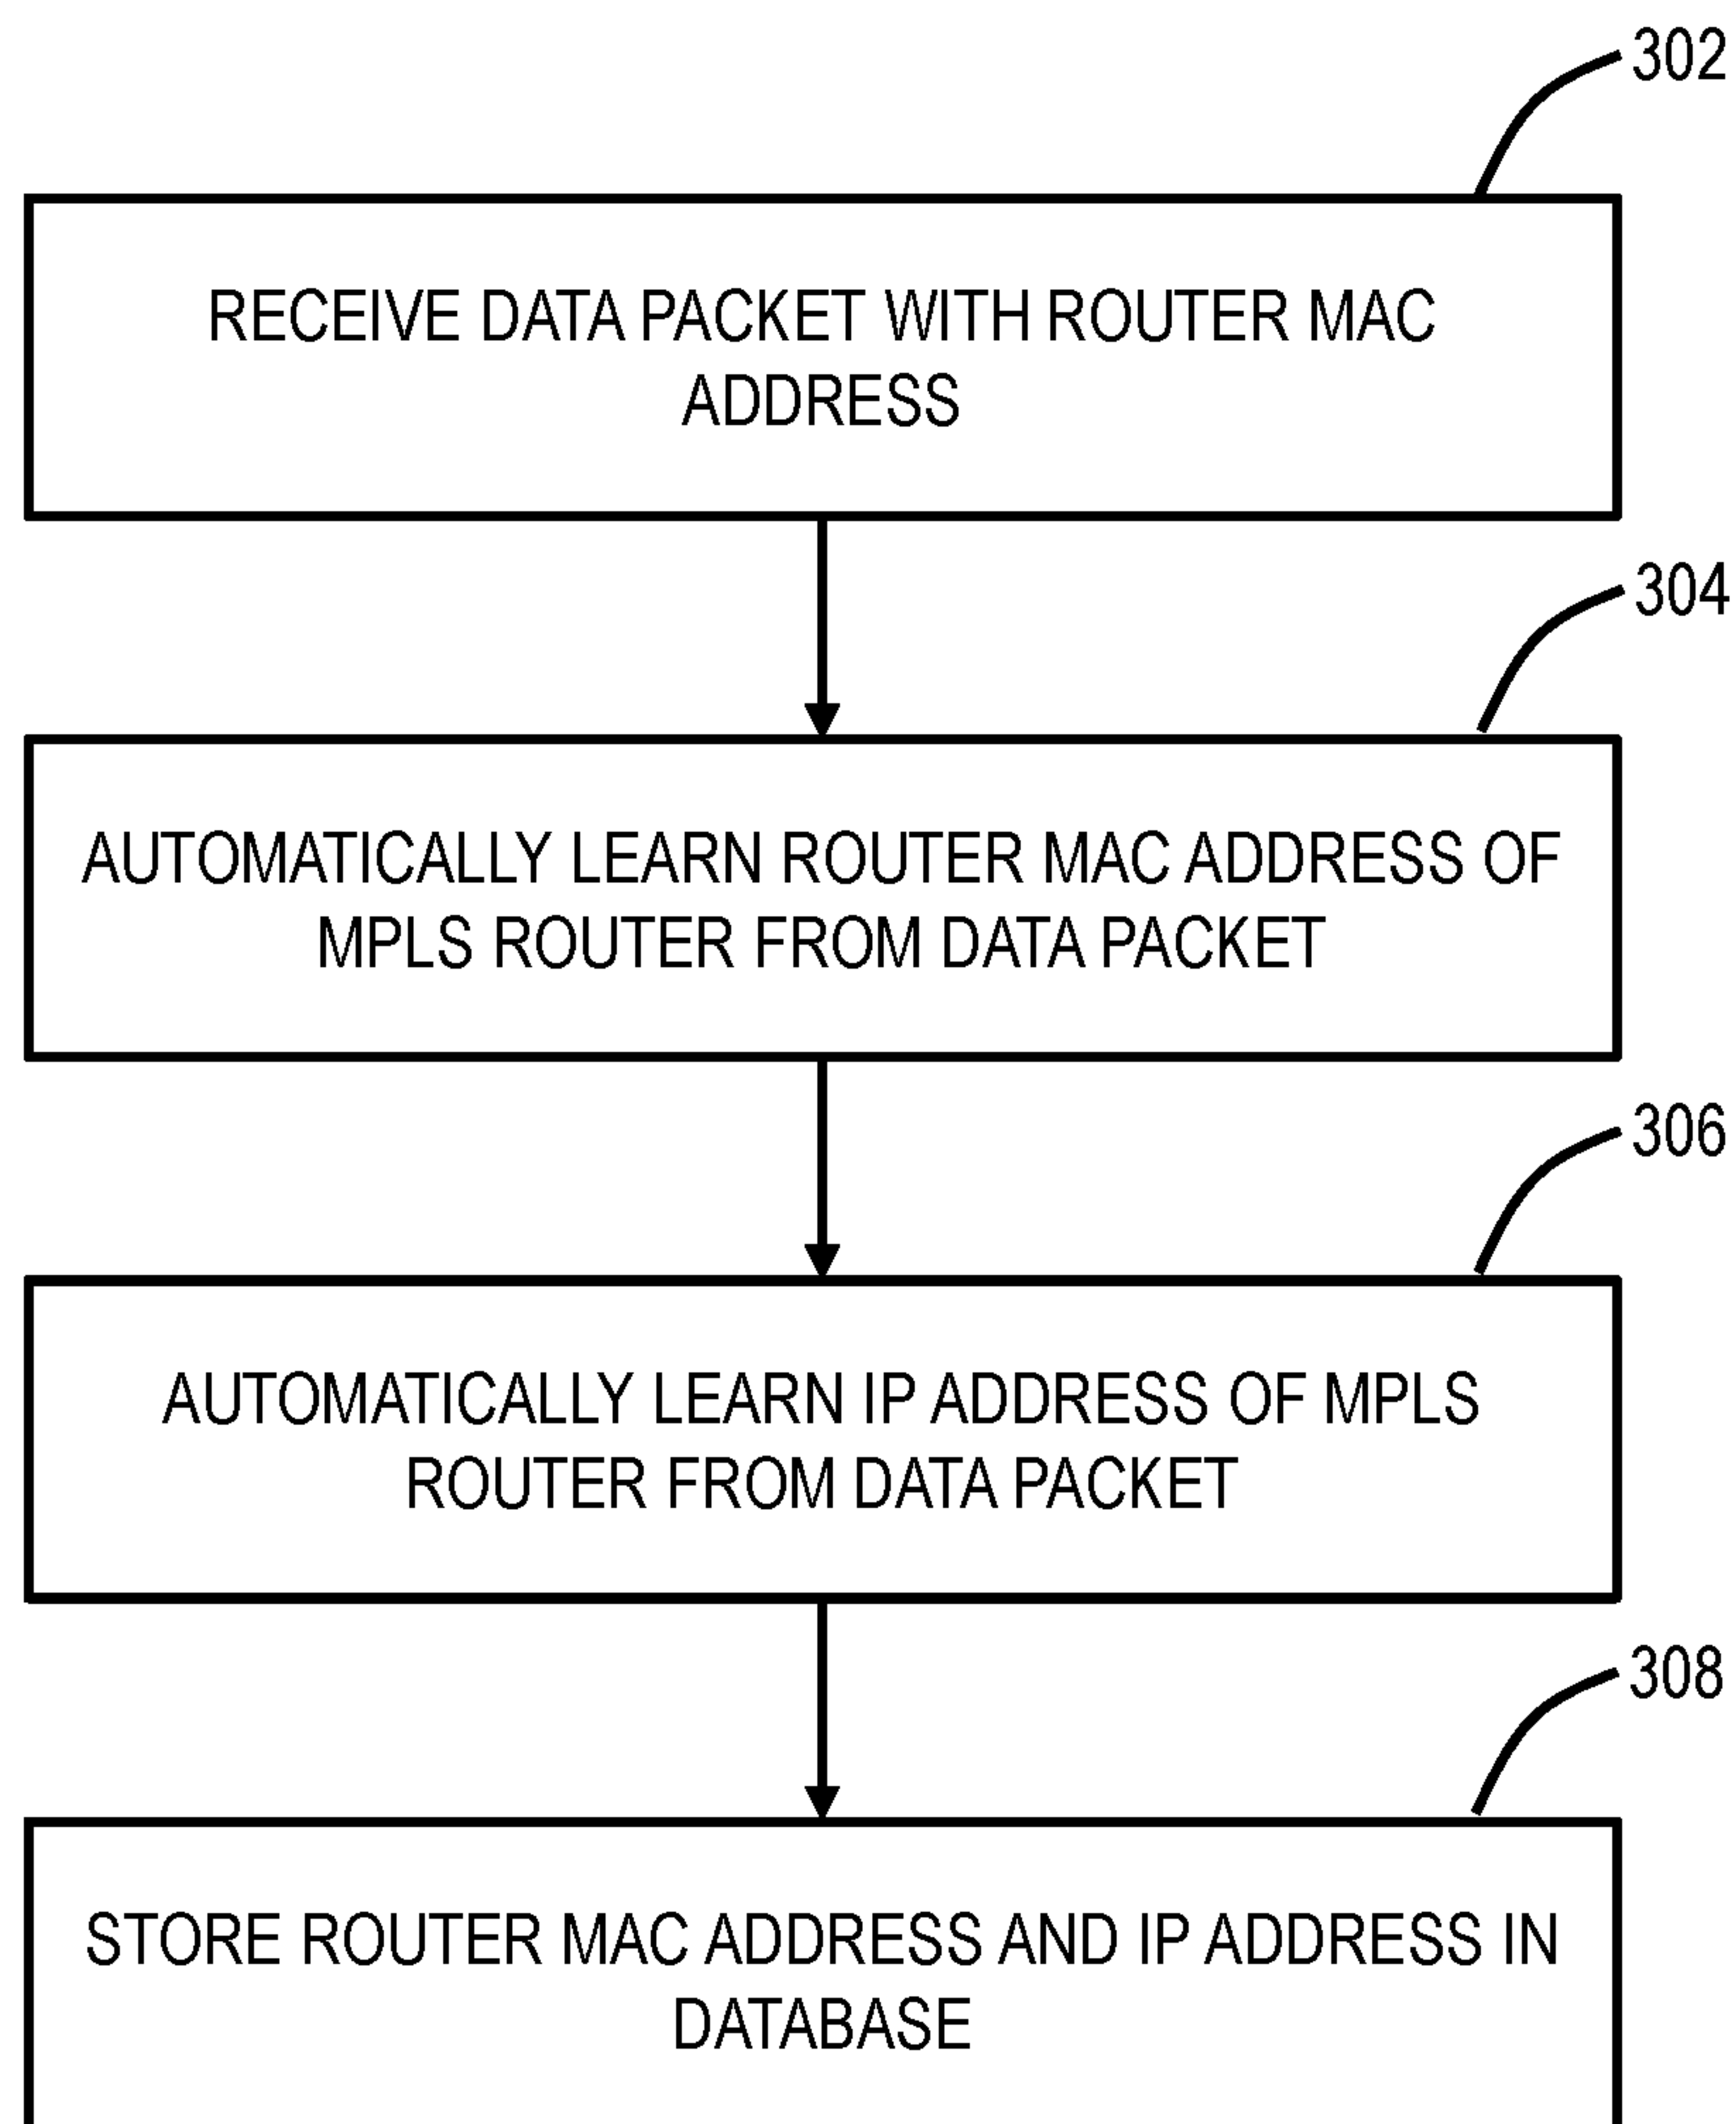 302
RECEIVE DATA PACKET WITH ROUTER MAC
ADDRESS
304
AUTOMATICALLY LEARN ROUTER MAC ADDRESS OF
MPLS ROUTER FROM DATA PACKET
306
AUTOMATICALLY LEARN IP ADDRESS OF MPLS
ROUTER FROM DATA PACKET
308
STORE ROUTER MAC ADDRESS AND IP ADDRESS IN
DATABASE